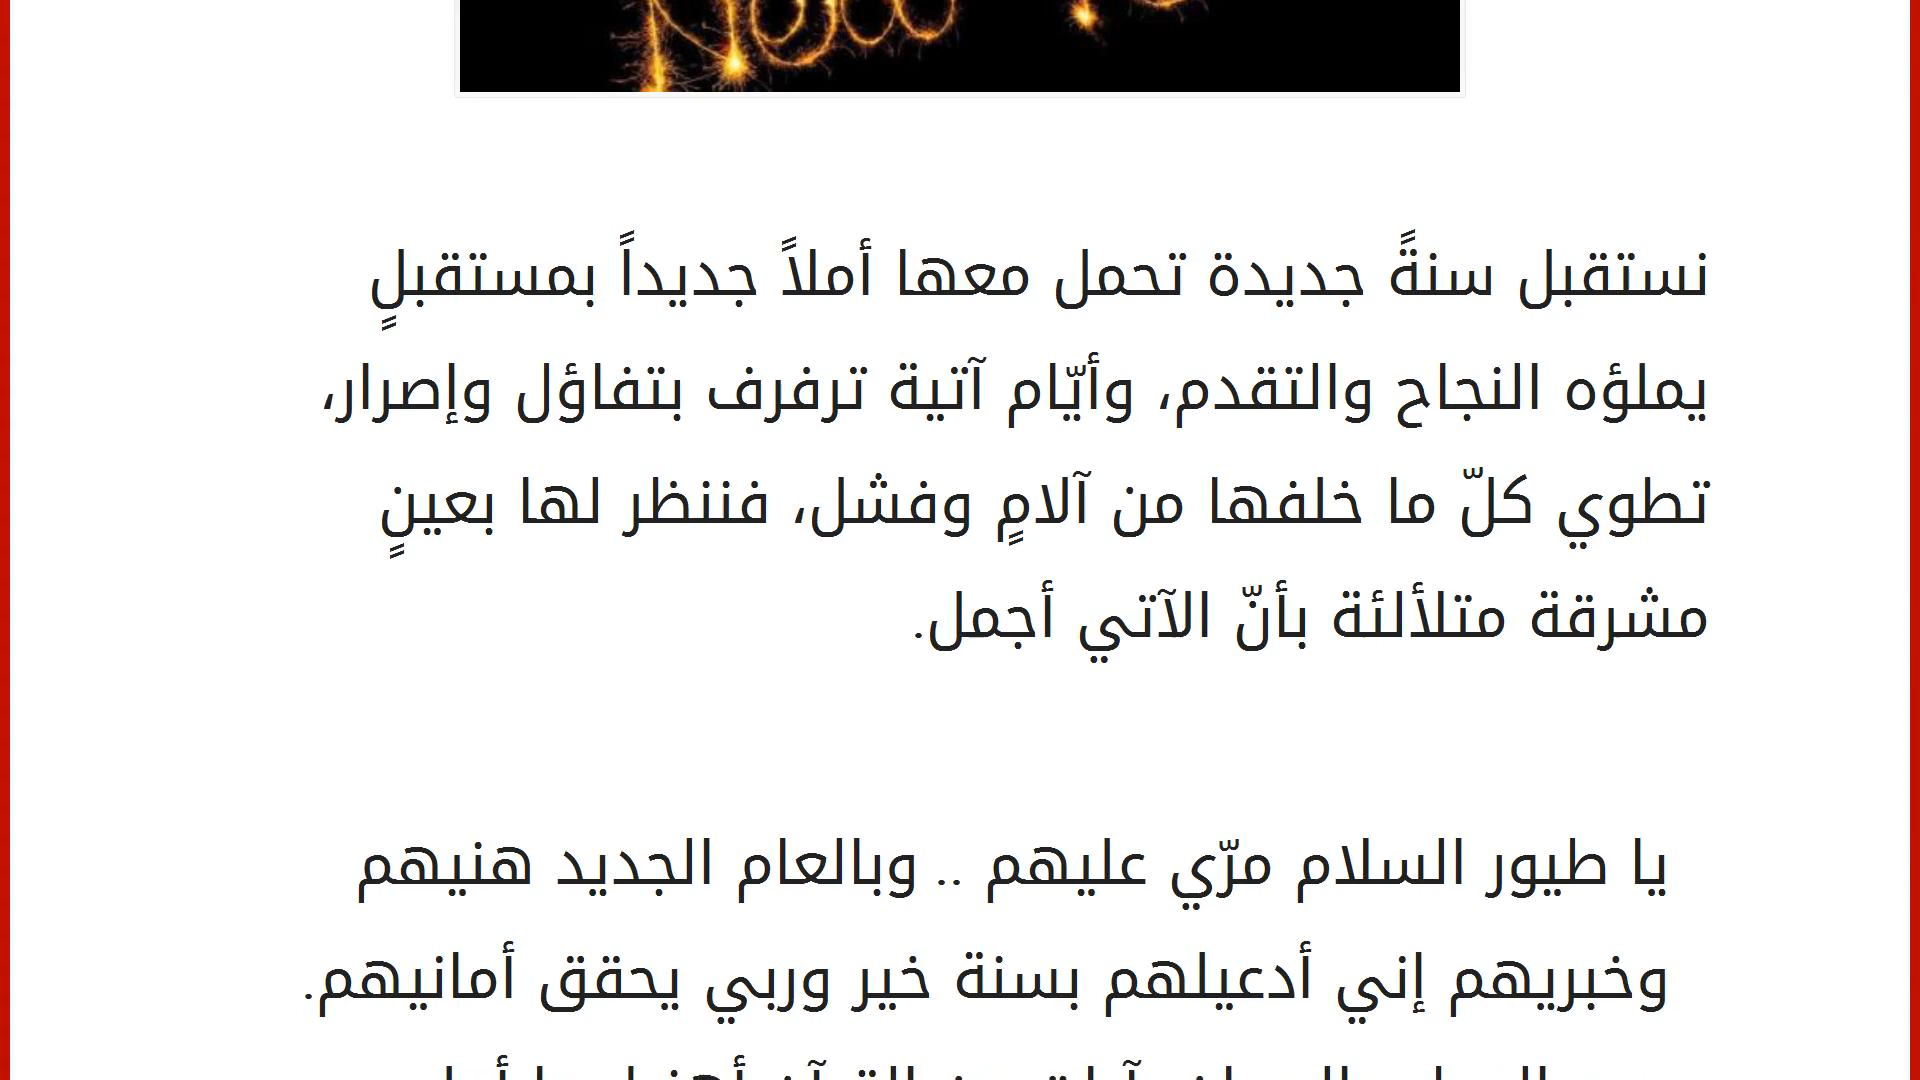 نستقبل سنةً جديدة تحمل معها أملاً جديداً بمستقبلٍ
يملؤه النجاح والتقدم، وأيّام آتية ترفرف بتفاؤل وإصرار،
تطوي كلّ ما خلفها من آلامٍ وفشل، فننظر لها بعينٍ
مشرقة متلألئة بأنّ الآتي أجمل.
يا طيور السلام مرّي عليهم .. وبالعام الجديد هنيهم
وخبريهم إني أدعيلهم بسنة خير وربي يحقق أمانيهم.